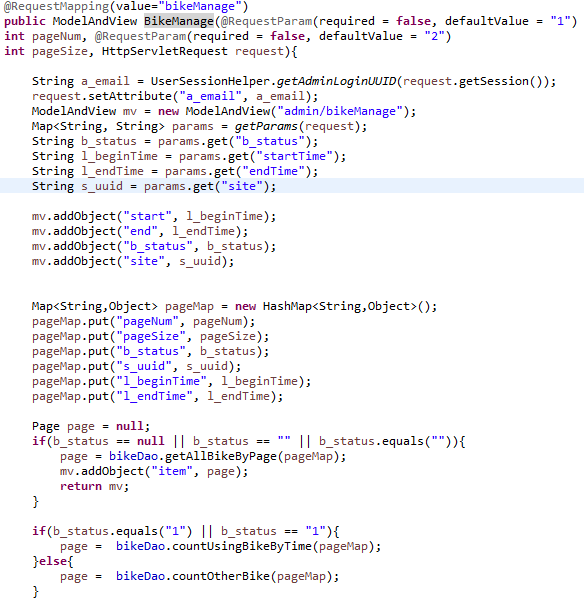 @RequestMapping(value="bikeManage")
public ModelAndView BikeManage(@RequestParam(required = false, defaultValue = "1")
int pageNum, @RequestParam(required = false, defaultValue = "2")
int pageSize, HttpServletRequest request){
String a_email = UserSessionHelper.getAdminLoginUUID(request.getSession());
request.setAttribute("a_email", a_email);
ModelAndView mv = new ModelAndView("admin/bikeManage");
Map<String, String> params = getParams(request);
String b_status = params.get("b_status");
String l_beginTime = params.get("startTime");
String l_endTime = params.get("endTime");
String s_uuid = params.get("site");
mv.addObject("start", l_beginTime);
mv.addObject("end", l_endTime);
mv.addObject("b_status", b_status);
mv.addObject("site", s_uuid);
Map<String,Object> pageMap = new HashMap<String,Object>();
pageMap.put("pageNum", pageNum);
pageMap.put("pageSize", pageSize);
pageMap.put("b_status", b_status);
pageMap.put("s_uuid", s_uuid);
pageMap.put("l_beginTime", l_beginTime);
pageMap.put("l_endTime", l_endTime);
Page page = null;
if(b_status == null || b_status == "" || b_status.equals("")){
page = bikeDao.getAllBikeByPage(pageMap);
mv.addObject("item", page);
return mv;
}
if(b_status.equals("1") || b_status == "1"){
page =  bikeDao.countUsingBikeByTime(pageMap);
}else{
page =  bikeDao.countOtherBike(pageMap);
}